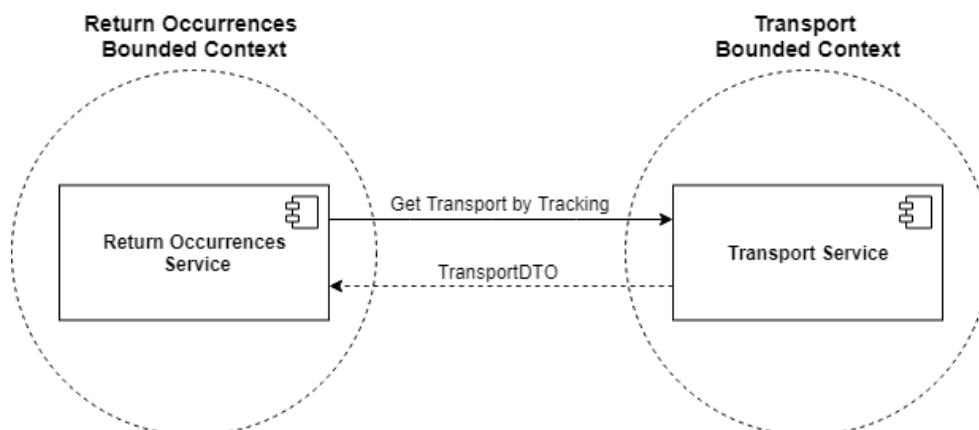 Return Occurrences
Bounded Context
Transport
Bounded Context
Get Transport by Tracking
Return Occurrences
Service
Transport Service
TransportDTO